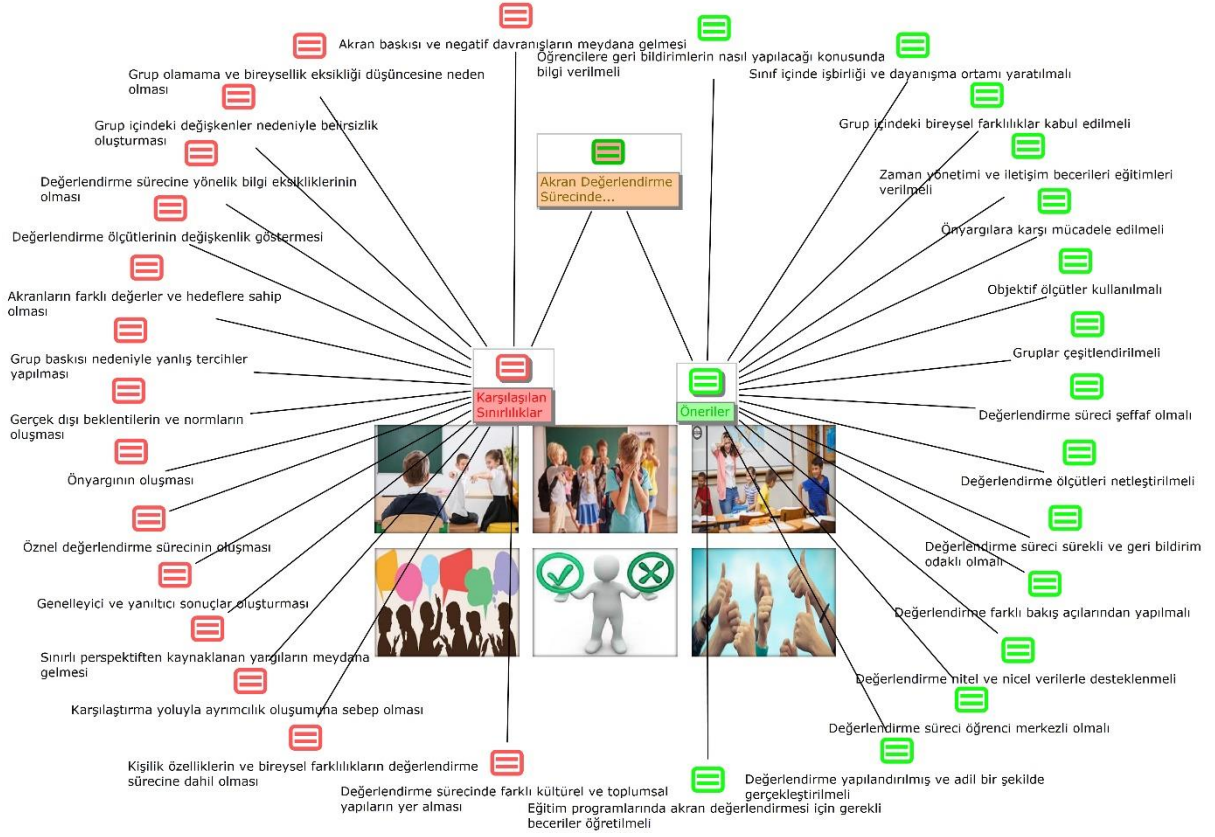 Akran Değerlendirme
Sürecinde...
Karşılaşılan
Sınırlılıklar
Akran baskısı ve negatif davranışların meydana gelmesi
Grup olamama ve bireysellik eksikliği düşüncesine neden
olması
Grup içindeki değişkenler nedeniyle belirsizlik
oluşturması
Değerlendirme sürecine yönelik bilgi eksikliklerinin
olması
Değerlendirme ölçütlerinin değişkenlik göstermesi
Akranların farklı değerler ve hedeflere sahip
olması
Grup baskısı nedeniyle yanlış tercihler
yapılması
Gerçek dışı beklentilerin ve normların
oluşması
Önyargının oluşması
Öznel değerlendirme sürecinin oluşması
Genelleyici ve yanıltıcı sonuçlar oluşturması
Sınırlı perspektiften kaynaklanan yargıların meydana
gelmesi
Karşılaştırma yoluyla ayrımcılık oluşumuna sebep olması
Kişilik özelliklerin ve bireysel farklılıkların değerlendirme
sürecine dahil olması
Değerlendirme sürecinde farklı kültürel ve toplumsal
yapıların yer alması
Öneriler
Öğrencilere geri bildirimlerin nasıl yapılacağı konusunda
bilgi verilmeli
Sınıf içinde işbirliği ve dayanışma ortamı yaratılmalı
Grup içindeki bireysel farklılıklar kabul edilmeli
Zaman yönetimi ve iletişim becerileri eğitimleri
verilmeli
Önyargılara karşı mücadele edilmeli
Objektif ölçütler kullanılmalı
Gruplar çeşitlendirilmeli
Değerlendirme süreci şeffaf olmalı
Değerlendirme ölçütleri netleştirilmeli
Değerlendirme süreci sürekli ve geri bildirim
odaklı olmalı
Değerlendirme farklı bakış açılarından yapılmalı
Değerlendirme nitel ve nicel verilerle desteklenmeli
Değerlendirme süreci öğrenci merkezli olmalı
Değerlendirme yapılandırılmış ve adil bir şekilde
gerçekleştirilmeli
Eğitim programlarında akran değerlendirmesi için gerekli
beceriler öğretilmeli